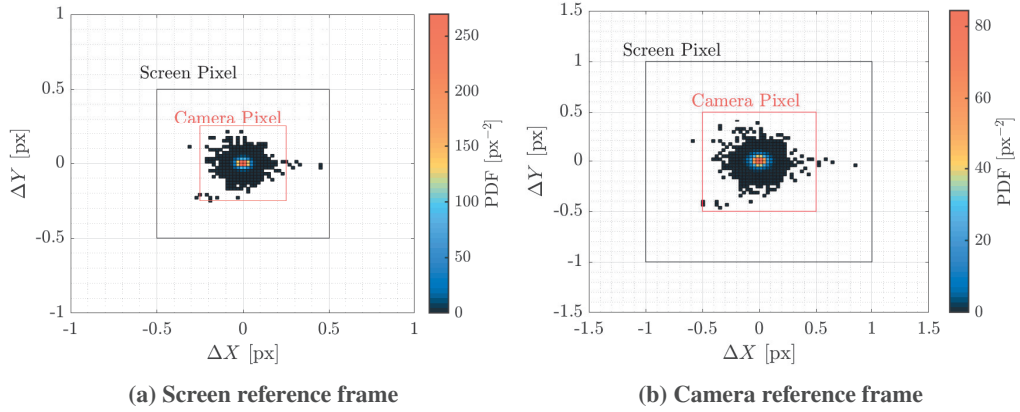 1
0.5
0
-0.5
-1
ΔY [px]
Screen Pixel
Camera Pixel
-1
-0.5
0
0.5
1
ΔX [px]
250
200
150
100
50
0
PDF [px⁻²]
(a) Screen reference frame
1.5
1
0.5
0
-0.5
-1
-1.5
ΔY [px]
Screen Pixel
Camera Pixel
-1.5
-1
-0.5
0
0.5
1
1.5
ΔX [px]
80
60
40
20
0
PDF [px⁻²]
(b) Camera reference frame